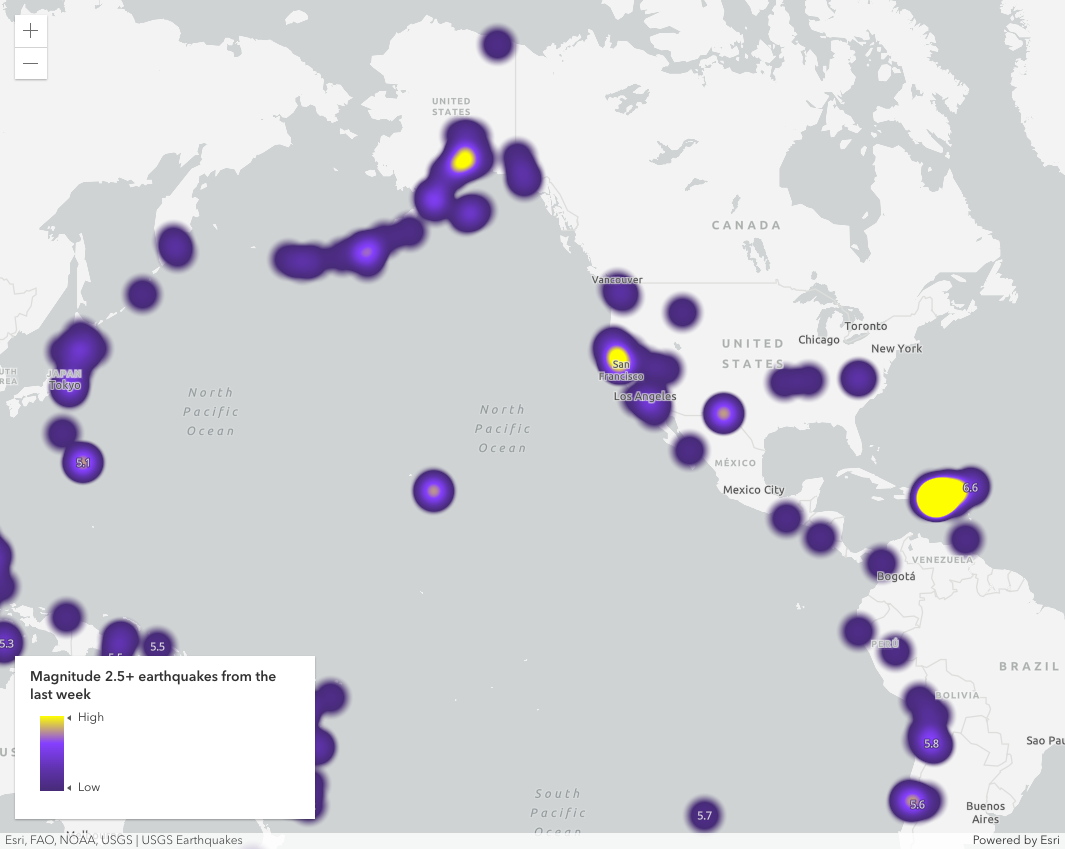 UNITED
STATES
CANADA
Vancouver
Toronto
Chicago
New York
UNITED
STATES
San
Francisco
Los Angeles
JAPAN
Tokyo
North
Pacific
Ocean
North
Pacific
Ocean
5.1
MÉXICO
Mexico City
6.6
VENEZUELA
Bogotá
PERÚ
BRAZIL
BOLIVIA
5.3
5.5
5.5
5.8
Sao Pau
5.6
Buenos
Aires
5.7
South
Pacific
Ocean
Magnitude 2.5+ earthquakes from the
last week
High
Low
Esri, FAO, NOAA, USGS | USGS Earthquakes
Powered by Esri